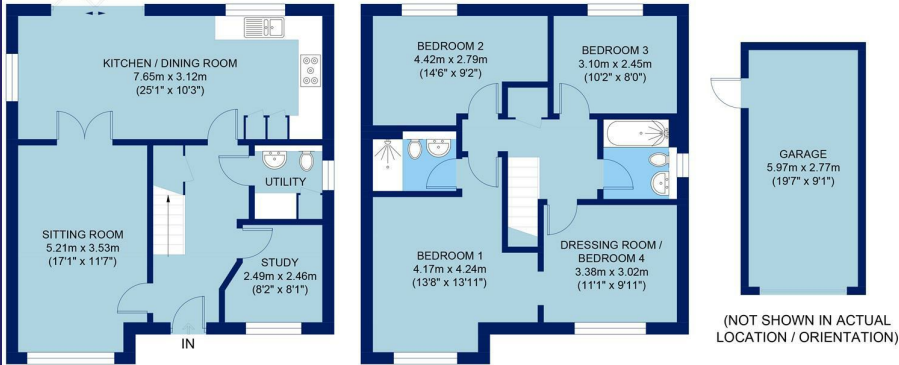 KITCHEN / DINING ROOM
7.65m x 3.12m
(25'1" x 10'3")
UTILITY
SITTING ROOM
5.21m x 3.53m
(17'1" x 11'7")
STUDY
2.49m x 2.46m
(8'2" x 8'1")
IN
BEDROOM 2
4.42m x 2.79m
(14'6" x 9'2")
BEDROOM 3
3.10m x 2.45m
(10'2" x 8'0")
BEDROOM 1
4.17m x 4.24m
(13'8" x 13'11")
DRESSING ROOM /
BEDROOM 4
3.38m x 3.02m
(11'1" x 9'11")
GARAGE
5.97m x 2.77m
(19'7" x 9'1")
(NOT SHOWN IN ACTUAL
LOCATION / ORIENTATION)